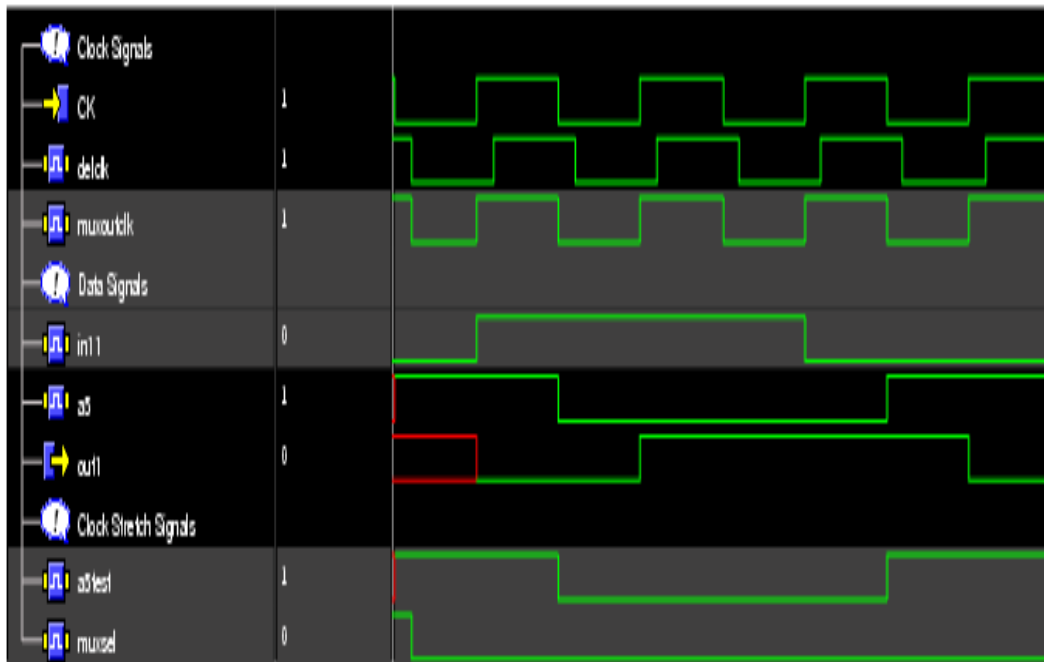 Clock Signals
CK 1
delclk 1
muxoutclk 1
Data Signals
in11 0
a5 1
out1 0
Clock Stretch Signals
a5test 1
muxsel 0